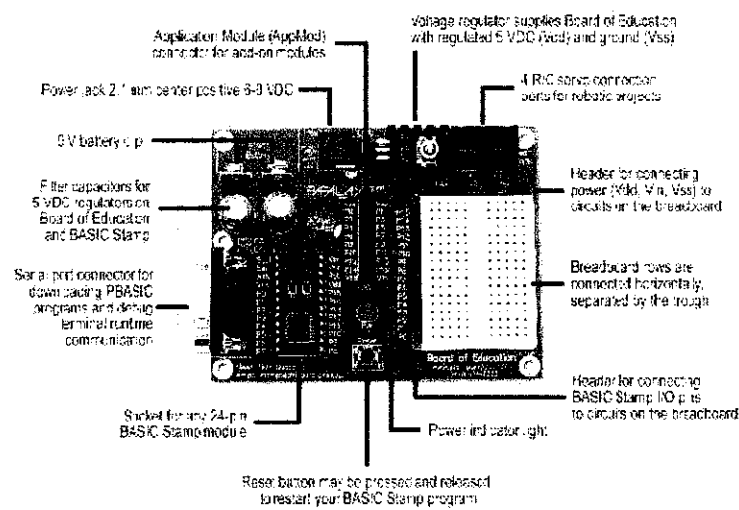 Application Module (AppMod)
connector for add-on modules
Voltage regulator supplies Board of Education
with regulated 5 VDC (Vdd) and ground (Vss)
Power jack 2.1 mm center positive 6-9 VDC
4 R/C servo connection
ports for robotic projects
9 V battery clip
Header for connecting
power (Vdd, Vin, Vss) to
circuits on the breadboard
Filter capacitors for
5 VDC regulators on
Board of Education
and BASIC Stamp
Breadboard rows are
connected horizontally,
separated by the trough
Serial port connector for
downloading PBASIC
programs and debug
terminal runtime
communication
Board of Education
Header for connecting
BASIC Stamp I/O pins
to circuits on the breadboard
Socket for any 24-pin
BASIC Stamp module
Power indicator light
Reset button may be pressed and released
to restart your BASIC Stamp program